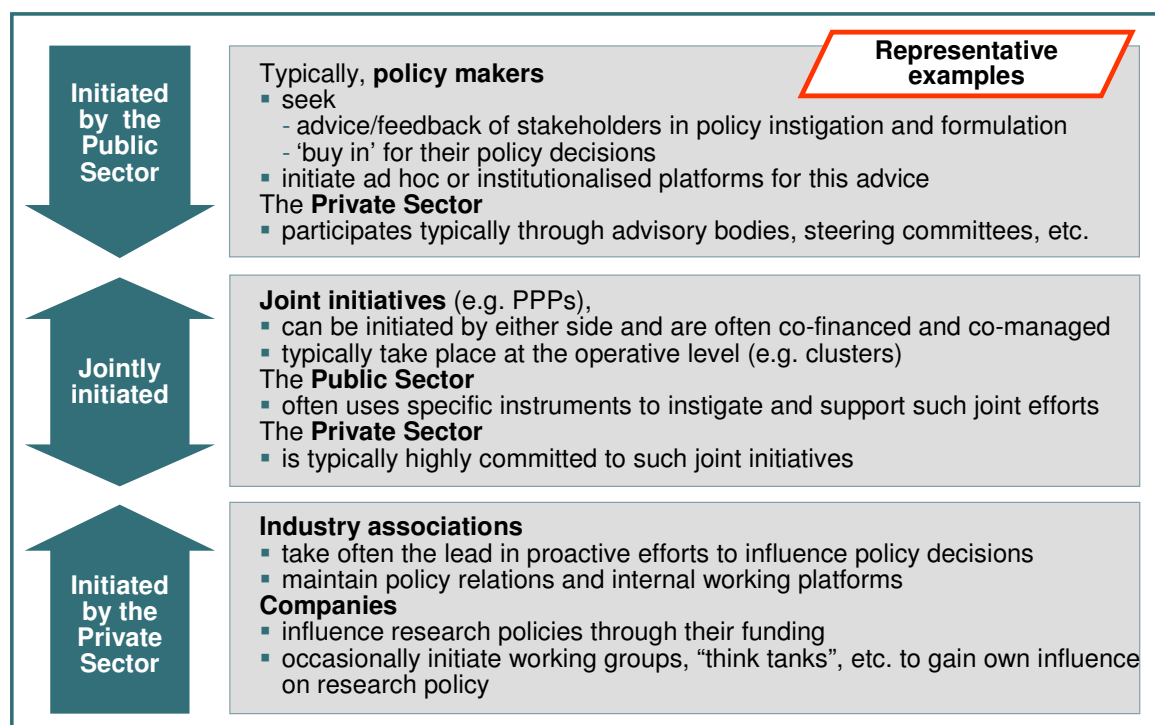 Representative
examples
Initiated
by the
Public
Sector
Typically, policy makers
▪ seek
- advice/feedback of stakeholders in policy instigation and formulation
- ‘buy in’ for their policy decisions
▪ initiate ad hoc or institutionalised platforms for this advice
The Private Sector
▪ participates typically through advisory bodies, steering committees, etc.
Jointly
initiated
Joint initiatives (e.g. PPPs),
▪ can be initiated by either side and are often co-financed and co-managed
▪ typically take place at the operative level (e.g. clusters)
The Public Sector
▪ often uses specific instruments to instigate and support such joint efforts
The Private Sector
▪ is typically highly committed to such joint initiatives
Initiated
by the
Private
Sector
Industry associations
▪ take often the lead in proactive efforts to influence policy decisions
▪ maintain policy relations and internal working platforms
Companies
▪ influence research policies through their funding
▪ occasionally initiate working groups, “think tanks”, etc. to gain own influence
on research policy